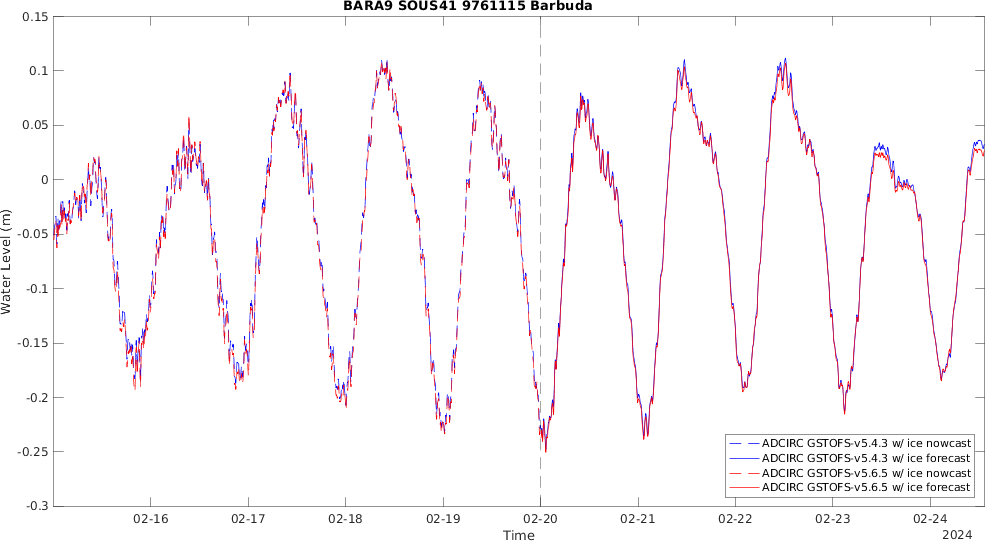 BARA9 SOUS41 9761115 Barbuda
0.15
0.1
0.05
0
-0.05
-0.1
-0.15
-0.2
-0.25
-0.3
Water Level (m)
02-16 02-17 02-18 02-19 02-20 02-21 02-22 02-23 02-24
Time
2024
ADCIRC GSTOFS-v5.4.3 w/ ice nowcast
ADCIRC GSTOFS-v5.4.3 w/ ice forecast
ADCIRC GSTOFS-v5.6.5 w/ ice nowcast
ADCIRC GSTOFS-v5.6.5 w/ ice forecast